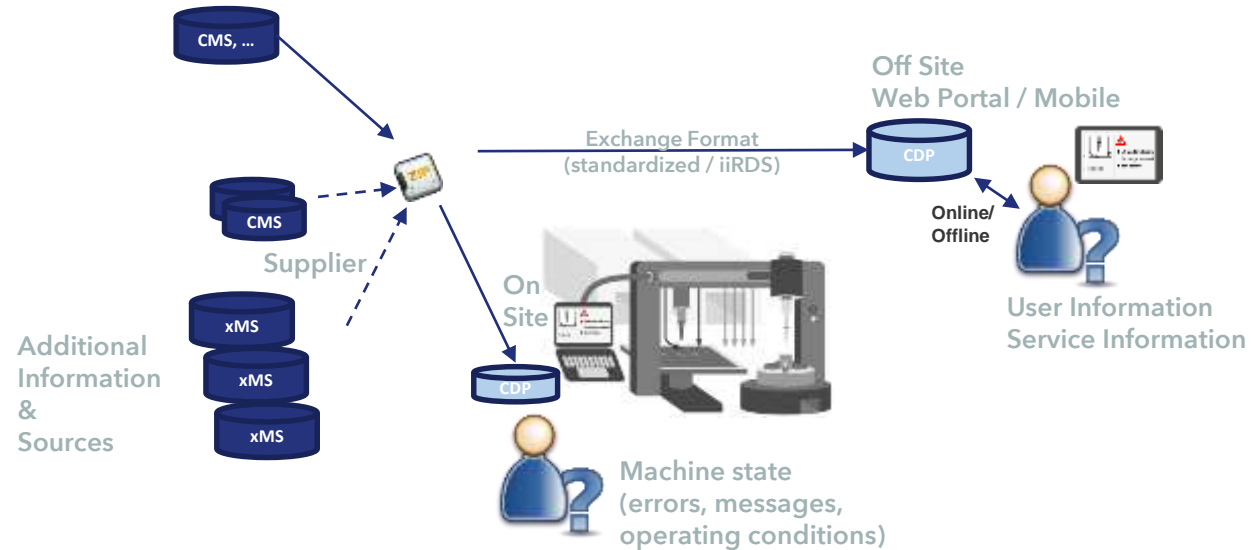 CMS, …
Off Site
Web Portal / Mobile
Exchange Format
(standardized / iiRDS)
CDP
ZIP
CMS
Online/
Offline
Supplier
On
Site
User Information
Service Information
xMS
Additional
Information
&
Sources
xMS
xMS
CDP
Machine state
(errors, messages,
operating conditions)